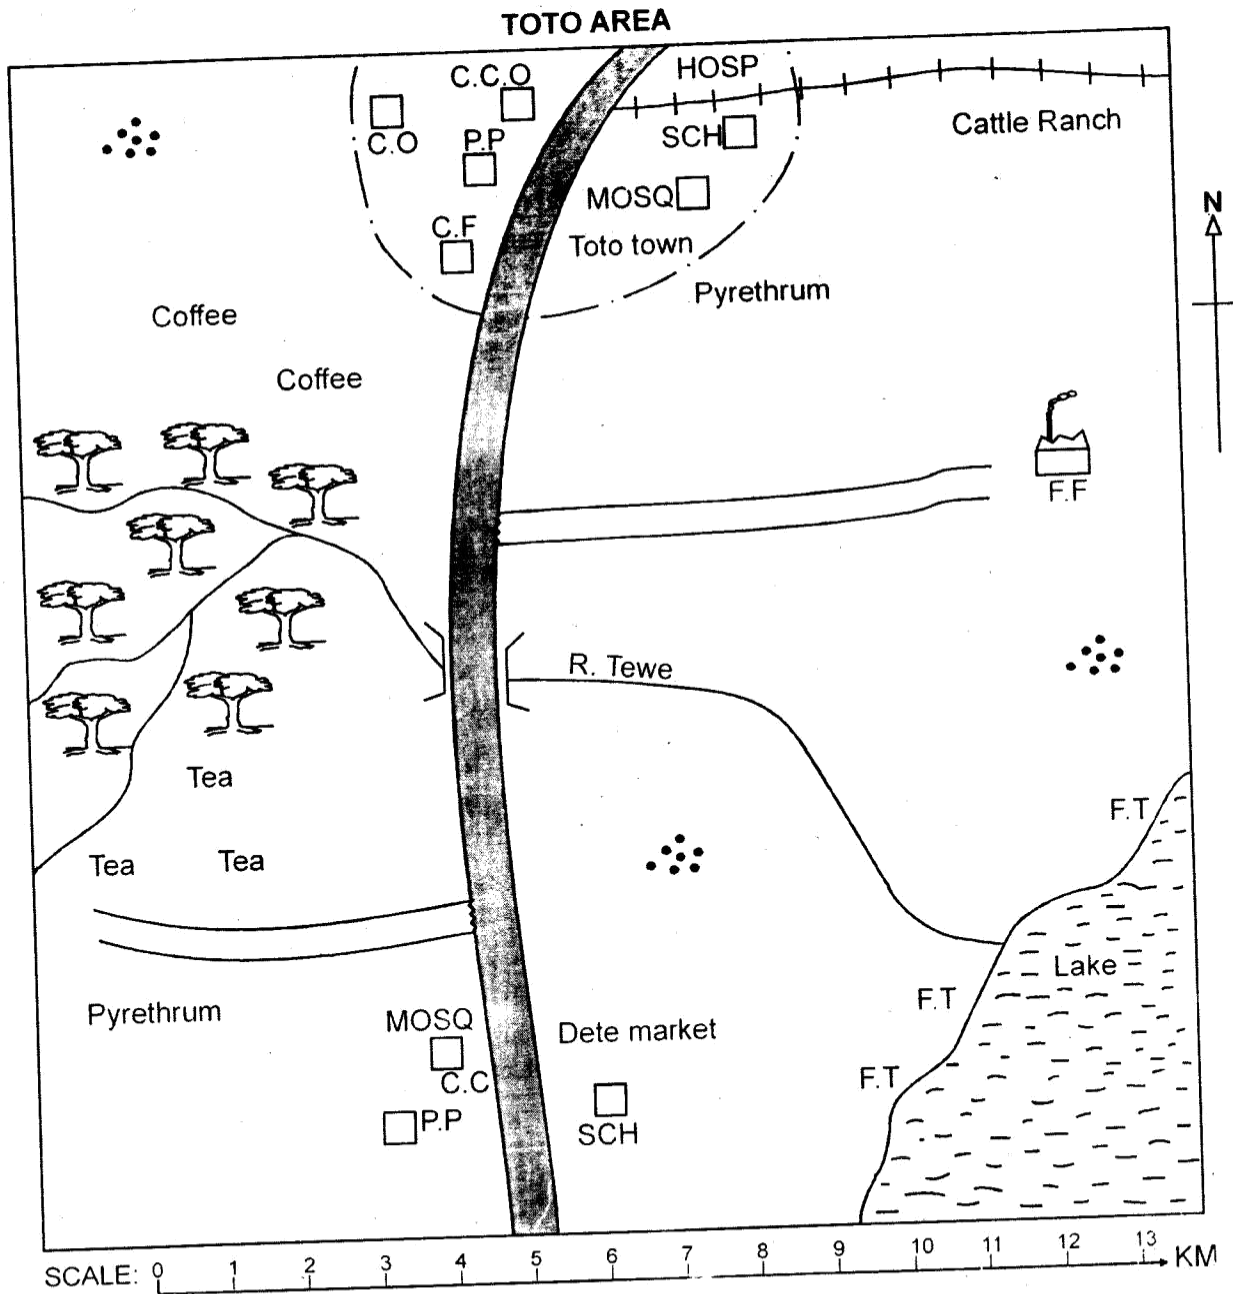 TOTO AREA
C.C.O
HOSP
C.O
P.P
SCH
Cattle Ranch
MOSQ
N
C.F
Toto town
Pyrethrum
Coffee
Coffee
F.F
R. Tewe
Tea
F.T
Tea
Tea
Lake
F.T
Pyrethrum
MOSQ
Dete market
C.C
F.T
P.P
SCH
SCALE: 0 1 2 3 4 5 6 7 8 9 10 11 12 13 KM